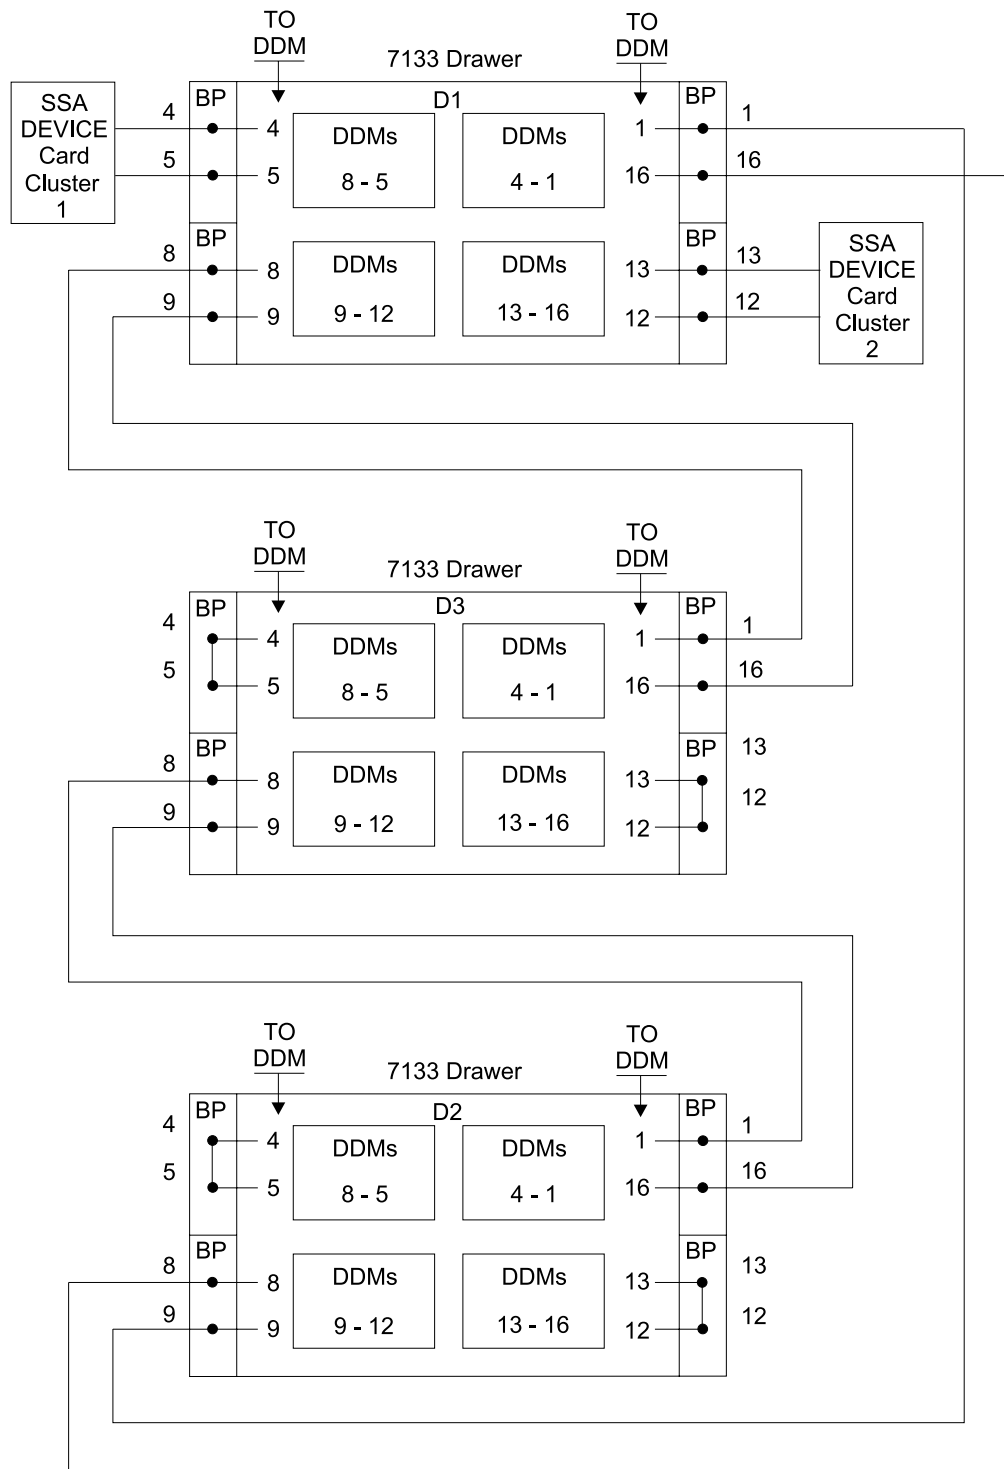 TO
DDM
TO
DDM
7133 Drawer
SSA
DEVICE
Card
Cluster
1
4
5
BP
4
5
D1
DDMs
8 - 5
DDMs
4 - 1
1
16
BP
1
16
8
9
BP
8
9
DDMs
9 - 12
DDMs
13 - 16
13
12
BP
13
12
SSA
DEVICE
Card
Cluster
2
TO
DDM
TO
DDM
7133 Drawer
4
5
BP
4
5
D3
DDMs
8 - 5
DDMs
4 - 1
1
16
BP
1
16
8
9
BP
8
9
DDMs
9 - 12
DDMs
13 - 16
13
12
BP
13
12
TO
DDM
TO
DDM
7133 Drawer
4
5
BP
4
5
D2
DDMs
8 - 5
DDMs
4 - 1
1
16
BP
1
16
8
9
BP
8
9
DDMs
9 - 12
DDMs
13 - 16
13
12
BP
13
12